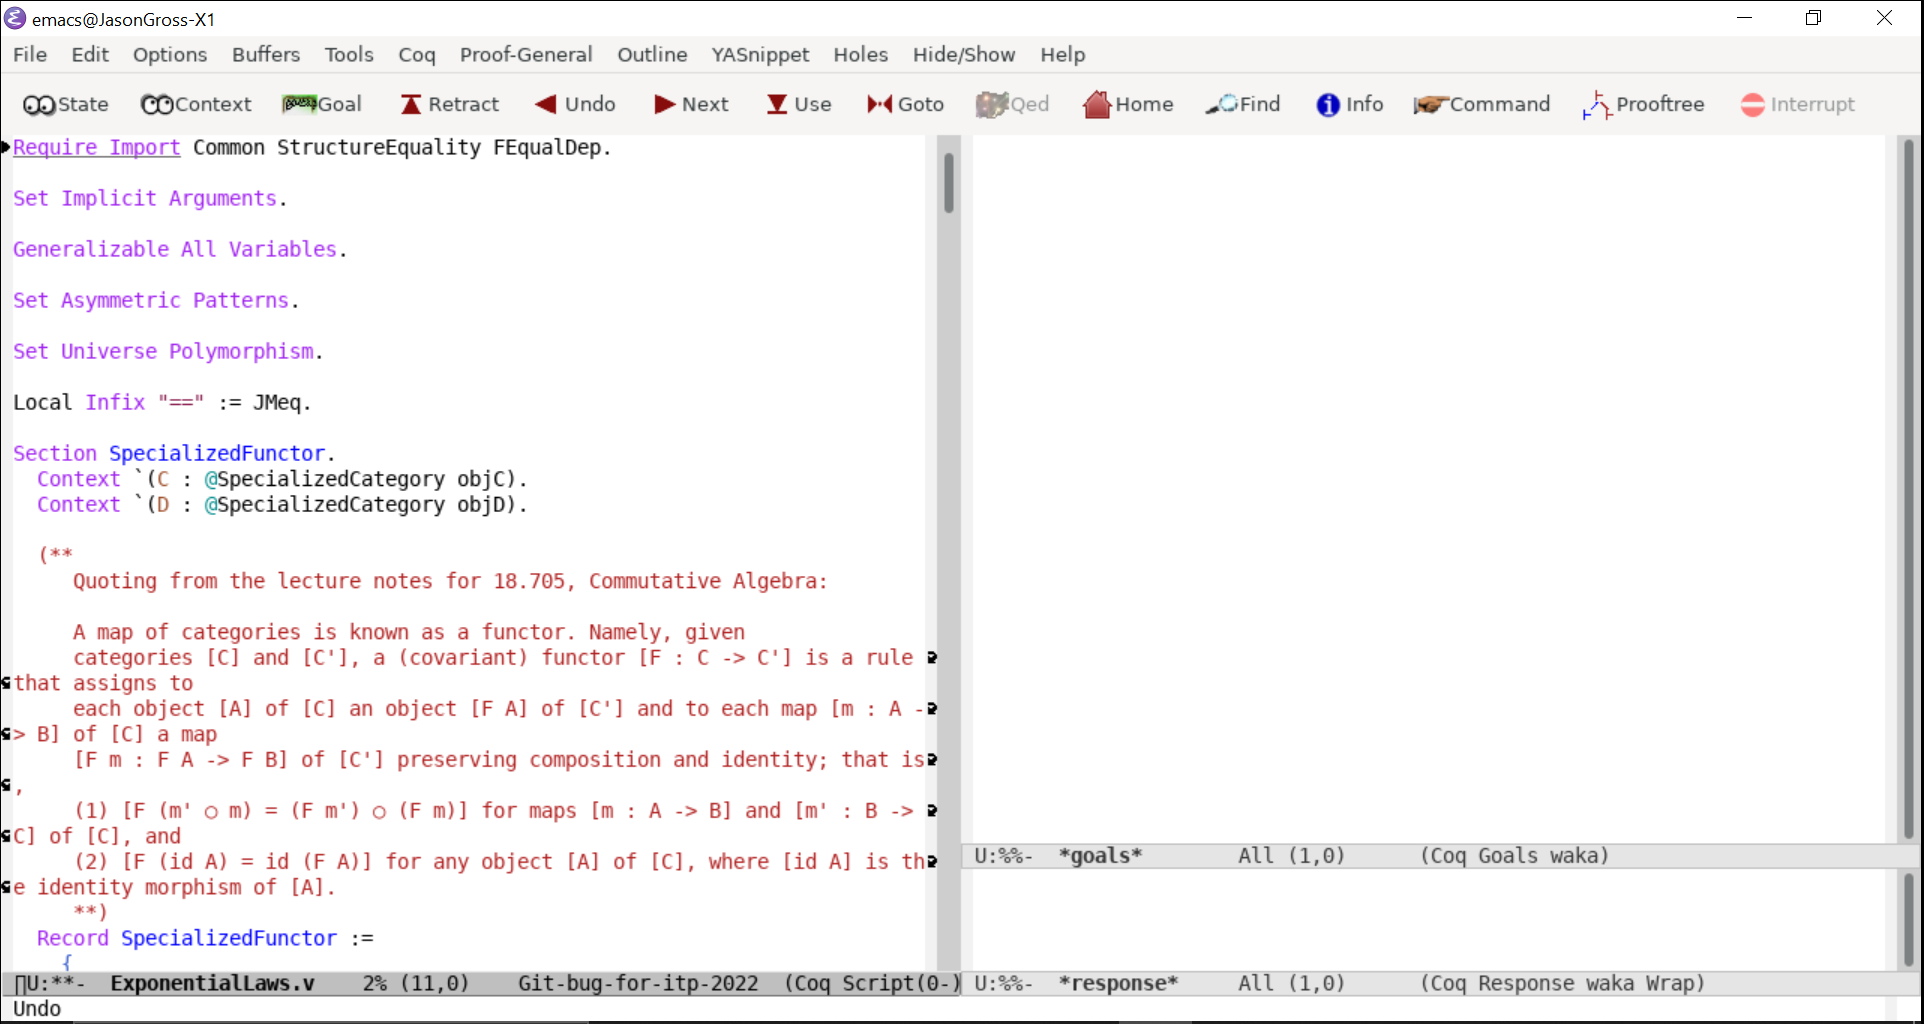 emacs@JasonGross-X1
File Edit Options Buffers Tools Coq Proof-General Outline YASnippet Holes Hide/Show Help
State Context Goal Retract Undo Next Use Goto Qed Home Find Info Command Prooftree Interrupt
Require Import Common StructureEquality FEqualDep.
Set Implicit Arguments.
Generalizable All Variables.
Set Asymmetric Patterns.
Set Universe Polymorphism.
Local Infix "==" := JMeq.
Section SpecializedFunctor.
Context `(C : @SpecializedCategory objC).
Context `(D : @SpecializedCategory objD).
(**
Quoting from the lecture notes for 18.705, Commutative Algebra:
A map of categories is known as a functor. Namely, given
categories [C] and [C'], a (covariant) functor [F : C -> C'] is a rule
that assigns to
each object [A] of [C] an object [F A] of [C'] and to each map [m : A -
> B] of [C] a map
[F m : F A -> F B] of [C'] preserving composition and identity; that is
,
(1) [F (m' ○ m) = (F m') ○ (F m)] for maps [m : A -> B] and [m' : B ->
C] of [C], and
(2) [F (id A) = id (F A)] for any object [A] of [C], where [id A] is th
e identity morphism of [A].
**)
Record SpecializedFunctor :=
{
U:**- ExponentialLaws.v 2% (11,0) Git-bug-for-itp-2022 (Coq Script(0-)
Undo
U:%%- *goals* All (1,0) (Coq Goals waka)
U:%%- *response* All (1,0) (Coq Response waka Wrap)